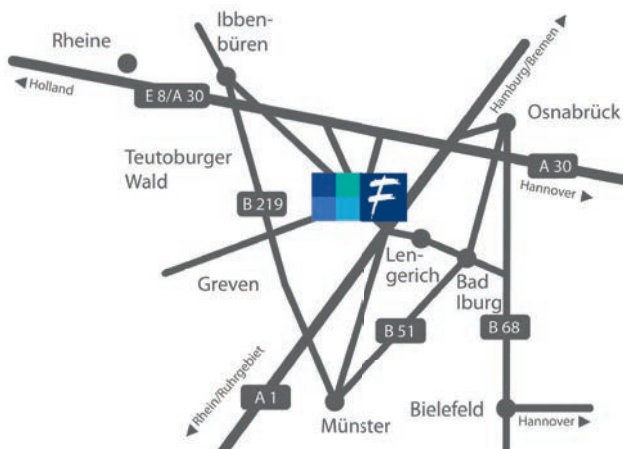 Ibben-
büren
Rheine
Hamburg/Bremen
Holland
E 8/A 30
Osnabrück
Teutoburger
Wald
A 30
Hannover
B 219
F
Len-
gerich
Greven
Bad
Iburg
B 51
B 68
Rhein/Ruhrgebiet
A 1
Münster
Bielefeld
Hannover